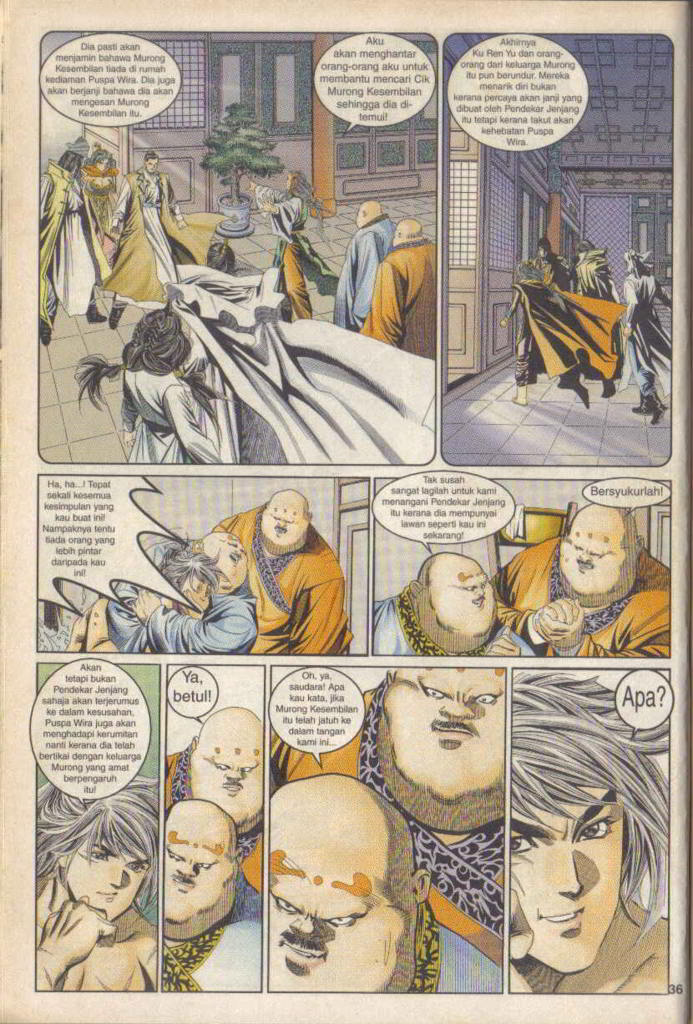 Dia pasti akan
menjamin bahawa Murong
Kesembilan tiada di rumah
kediaman Puspa Wira. Dia juga
akan berjanji bahawa dia akan
mengesan Murong
Kesembilan itu.
Aku
akan menghantar
orang-orang aku untuk
membantu mencari Cik
Murong Kesembilan
sehingga dia di-
temui!
Akhirnya
Ku Ren Yu dan orang-
orang dari keluarga Murong
itu pun berundur. Mereka
menarik diri bukan
kerana percaya akan janji yang
dibuat oleh Pendekar Jenjang
itu tetapi kerana takut akan
kehebatan Puspa
Wira.
Ha, ha...! Tepat
sekali kesemua
kesimpulan yang
kau buat ini!
Nampaknya tentu
tiada orang yang
lebih pintar
daripada kau
ini!
Tak susah
sangat lagilah untuk kami
menangani Pendekar Jenjang
itu kerana dia mempunyai
lawan seperti kau ini
sekarang!
Bersyukurlah!
Akan
tetapi bukan
Pendekar Jenjang
sahaja akan terjerumus
ke dalam kesusahan,
Puspa Wira juga akan
menghadapi kerumitan
nanti kerana dia telah
bertikai dengan keluarga
Murong yang amat
berpengaruh
itu!
Ya,
betul!
Oh, ya,
saudara! Apa
kau kata, jika
Murong Kesembilan
itu telah jatuh ke
dalam tangan
kami ini...
Apa?
36